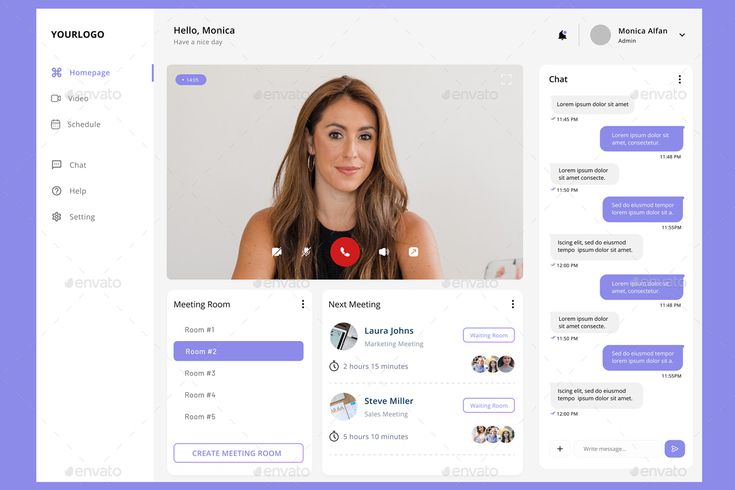 YOURLOGO
Homepage
Video
Schedule
Chat
Help
Setting
Hello, Monica
Have a nice day
Monica Alfan
Admin
14:05
Meeting Room
Room #1
Room #2
Room #3
Room #4
Room #5
CREATE MEETING ROOM
Next Meeting
Laura Johns
Marketing Meeting
Waiting Room
2 hours 15 minutes
Steve Miller
Sales Meeting
Waiting Room
5 hours 10 minutes
Chat
Lorem ipsum dolor sit amet
11:45 PM
Lorem ipsum dolor sit
amet, consectetur.
11:48 PM
Lorem ipsum dolor
sit amet consecte.
11:50 PM
Sed do eiusmod tempor
lorem ipsum dolor sit a.
11:55PM
Iscing elit, sed do eiusmod
tempo ipsum dolor sit amet.
12:00 PM
Lorem ipsum dolor sit
amet, consectetur.
11:48 PM
Lorem ipsum dolor
sit amet consecte.
11:50 PM
Sed do eiusmod tempor
lorem ipsum dolor sit a.
11:55PM
Iscing elit, sed do eiusmod
tempo ipsum dolor sit amet.
12:00 PM
Write message...
envato
envato
envato
envato
envato
envato
envato
envato
envato
envato
envato
envato